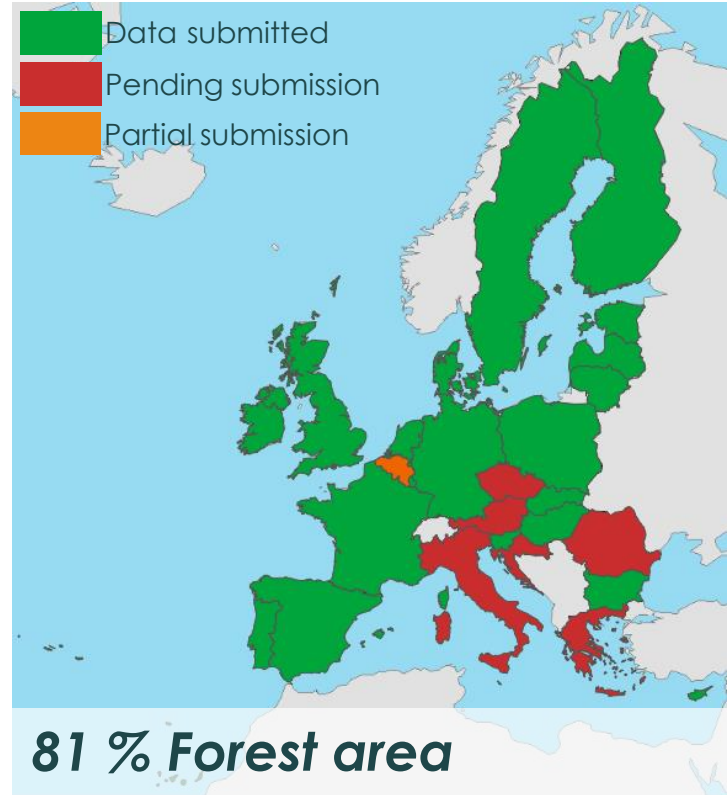 Data submitted
Pending submission
Partial submission
81 % Forest area